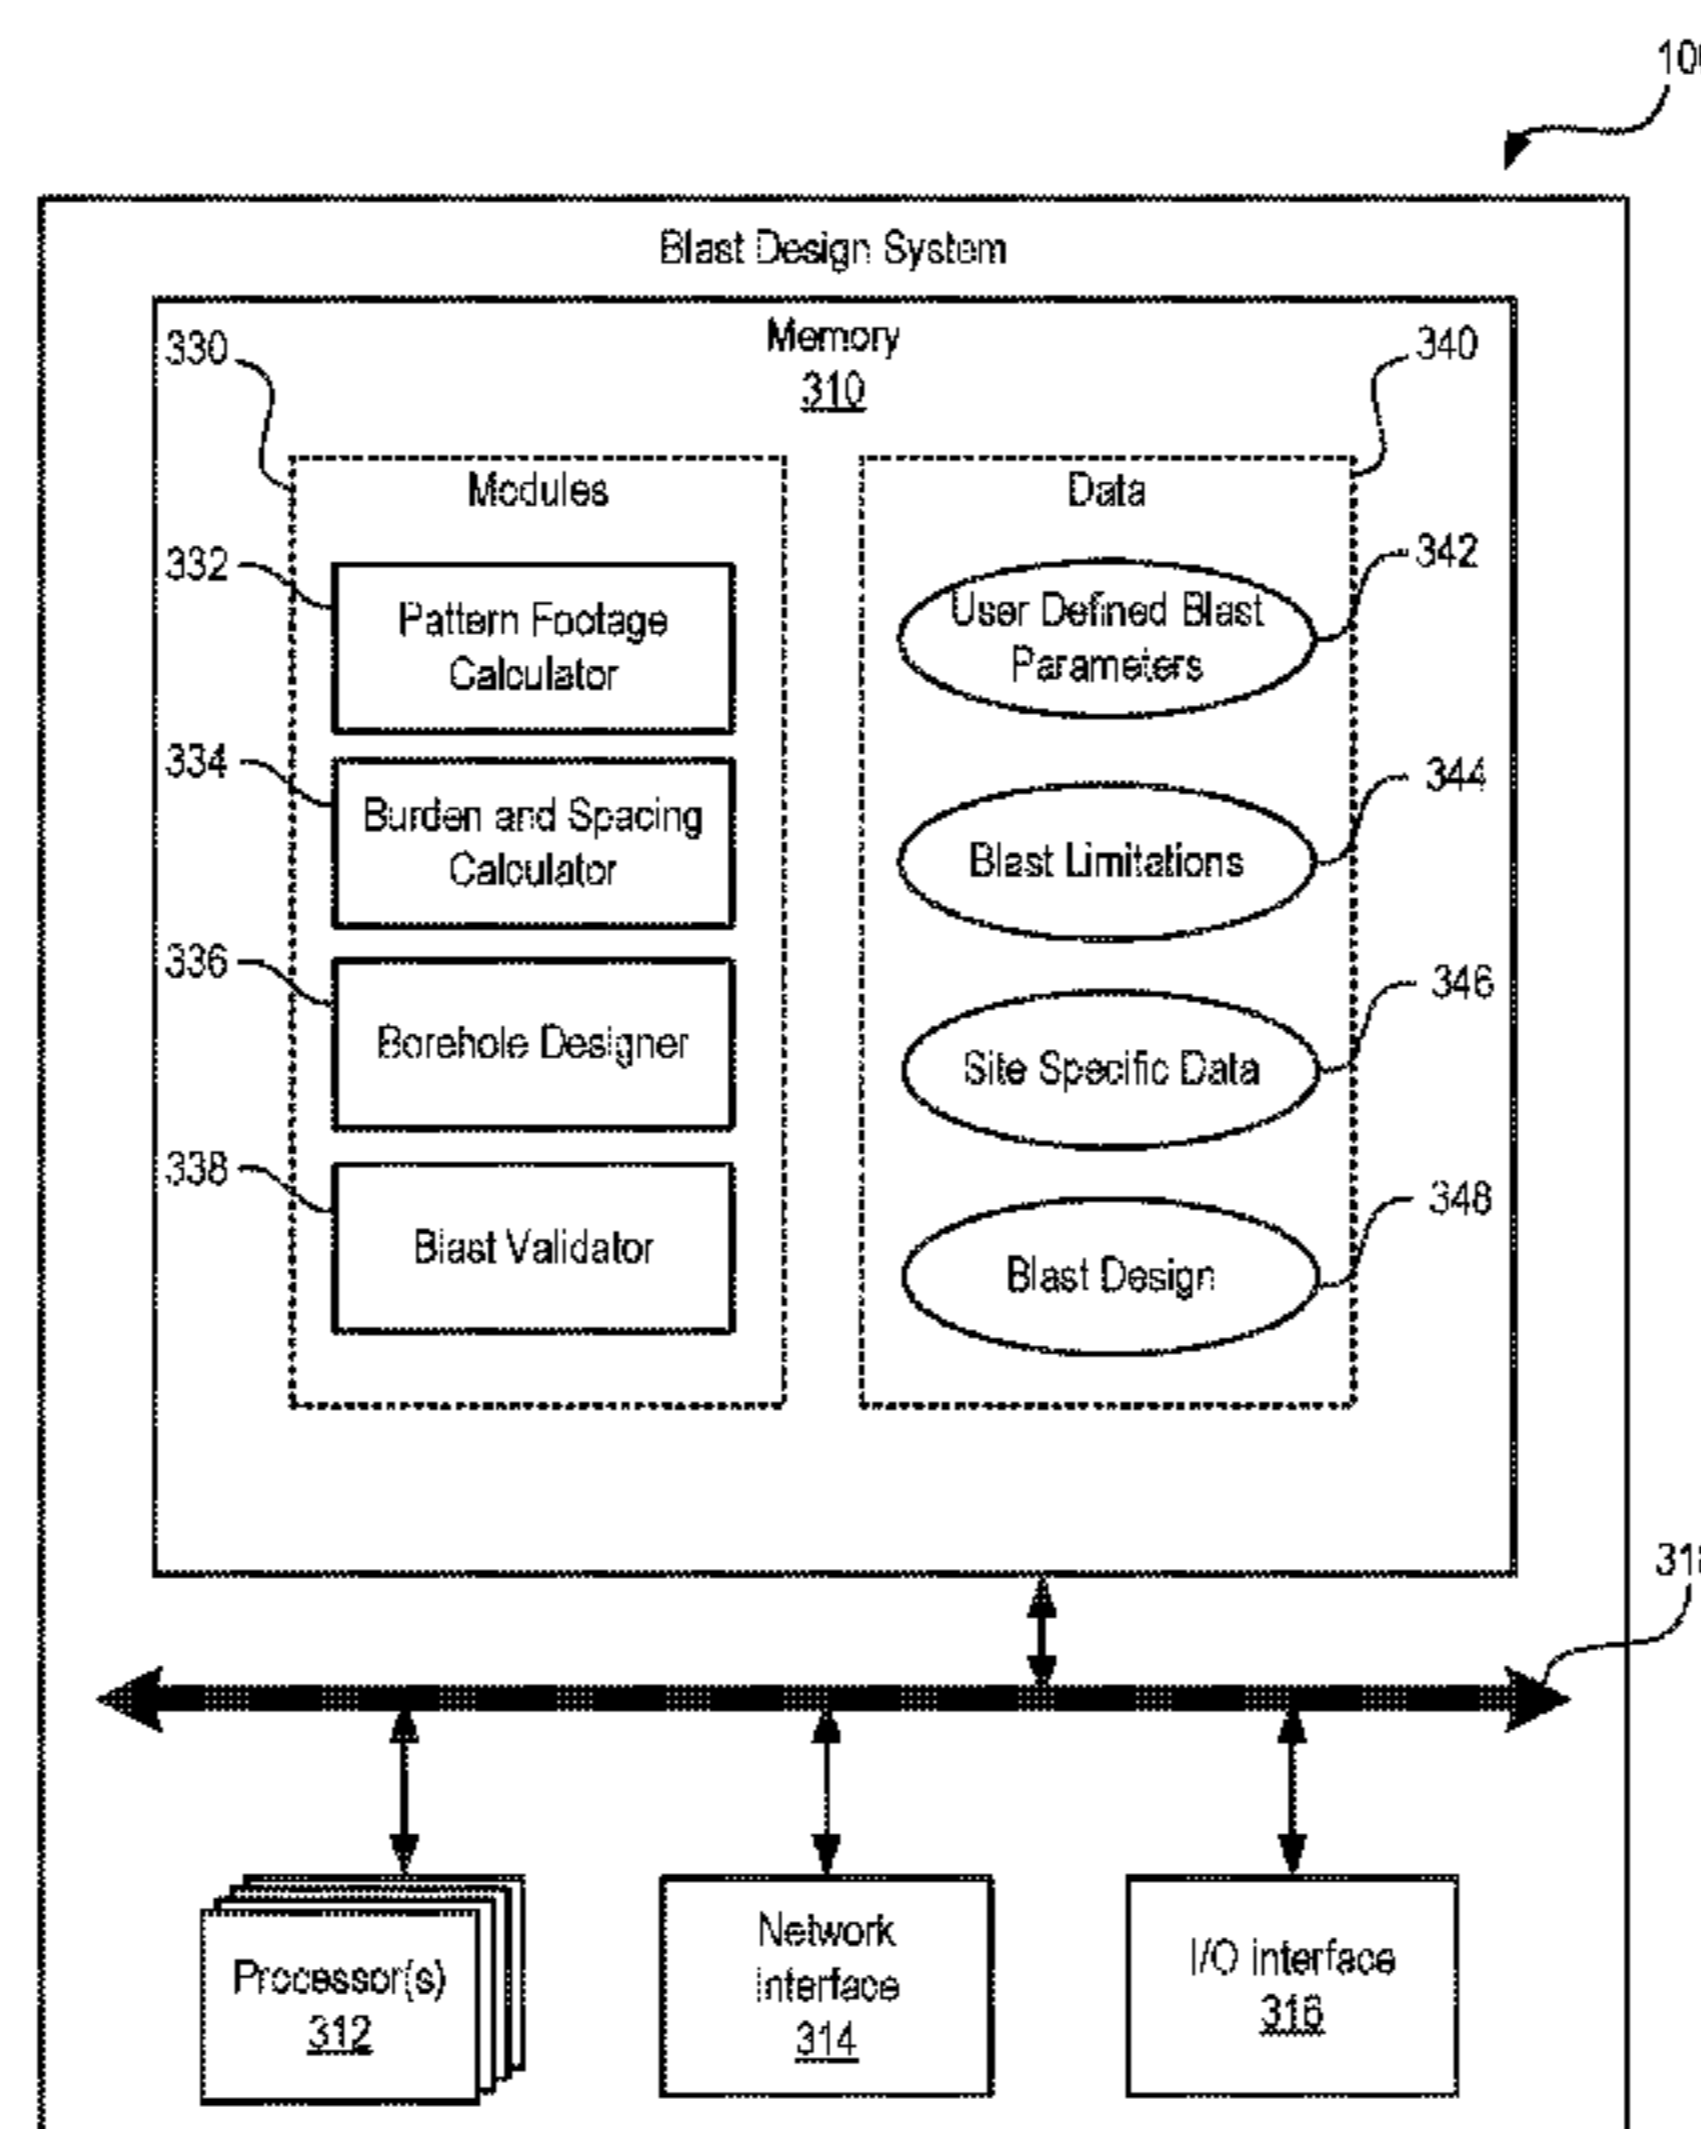 Blast Design System
Memory
310
330
340
Modules
Data
332
Pattern Footage
Calculator
342
User Defined Blast
Parameters
334
Burden and Spacing
Calculator
344
Blast Limitations
336
Borehole Designer
346
Site Specific Data
338
Blast Validator
348
Blast Design
Processor(s)
312
Network
interface
314
I/O interface
316